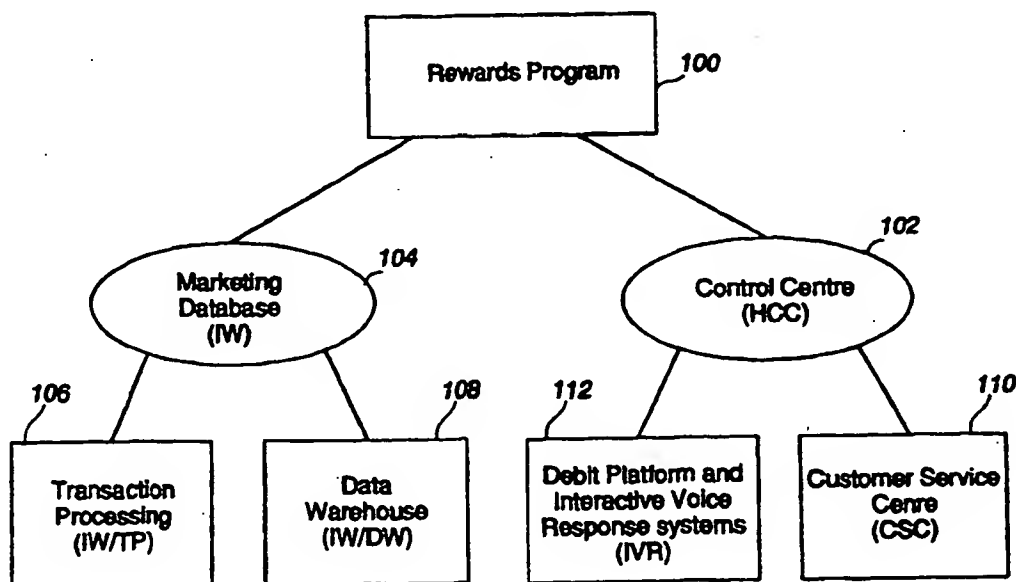 Rewards Program
100
102
Marketing
Database
(IW)
104
Control Centre
(HCC)
106
108
112
110
Transaction
Processing
(IW/TP)
Data
Warehouse
(IW/DW)
Debit Platform and
Interactive Voice
Response systems
(IVR)
Customer Service
Cenre
(CSC)